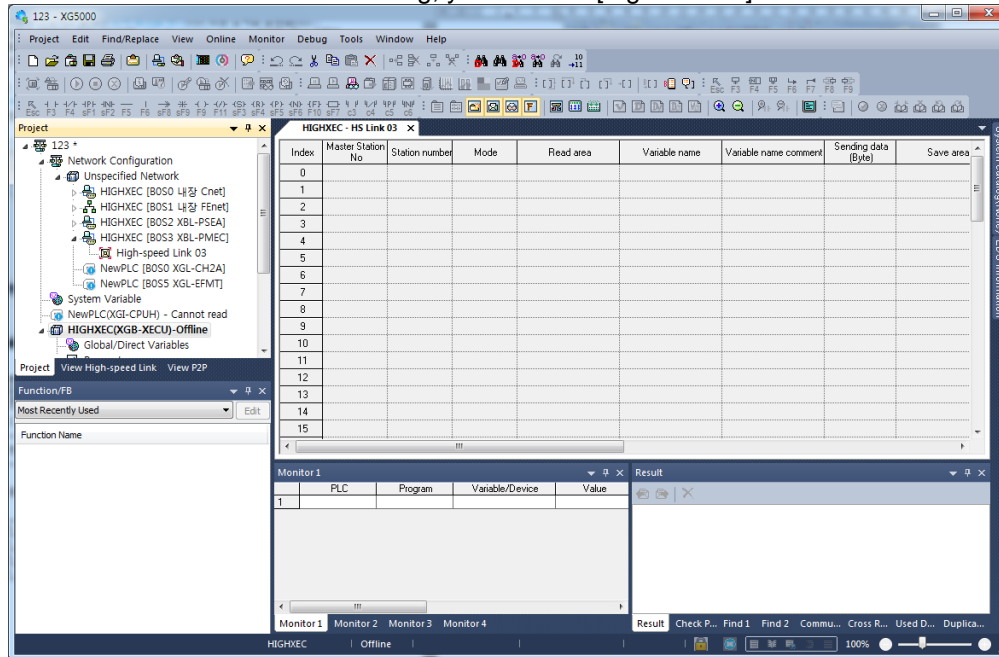 123 - XG5000
Project Edit Find/Replace View Online Monitor Debug Tools Window Help
Project
123 *
Network Configuration
Unspecified Network
HIGHXEC [B0S0 내장 Cnet]
HIGHXEC [B0S1 내장 FEnet]
HIGHXEC [B0S2 XBL-PSEA]
HIGHXEC [B0S3 XBL-PMEC]
High-speed Link 03
NewPLC [B0S0 XGL-CH2A]
NewPLC [B0S5 XGL-EFMT]
System Variable
NewPLC(XGI-CPUH) - Cannot read
HIGHXEC(XGB-XECU)-Offline
Global/Direct Variables
Project View High-speed Link View P2P
Function/FB
Most Recently Used Edit
Function Name
HIGHXEC - HS Link 03
Index Master Station No Station number Mode Read area Variable name Variable name comment Sending data (Byte) Save area
0
1
2
3
4
5
6
7
8
9
10
11
12
13
14
15
Monitor 1
PLC Program Variable/Device Value
1
Monitor 1 Monitor 2 Monitor 3 Monitor 4
Result
Result Check P... Find 1 Find 2 Commu... Cross R... Used D... Duplica...
HIGHXEC Offline 100%